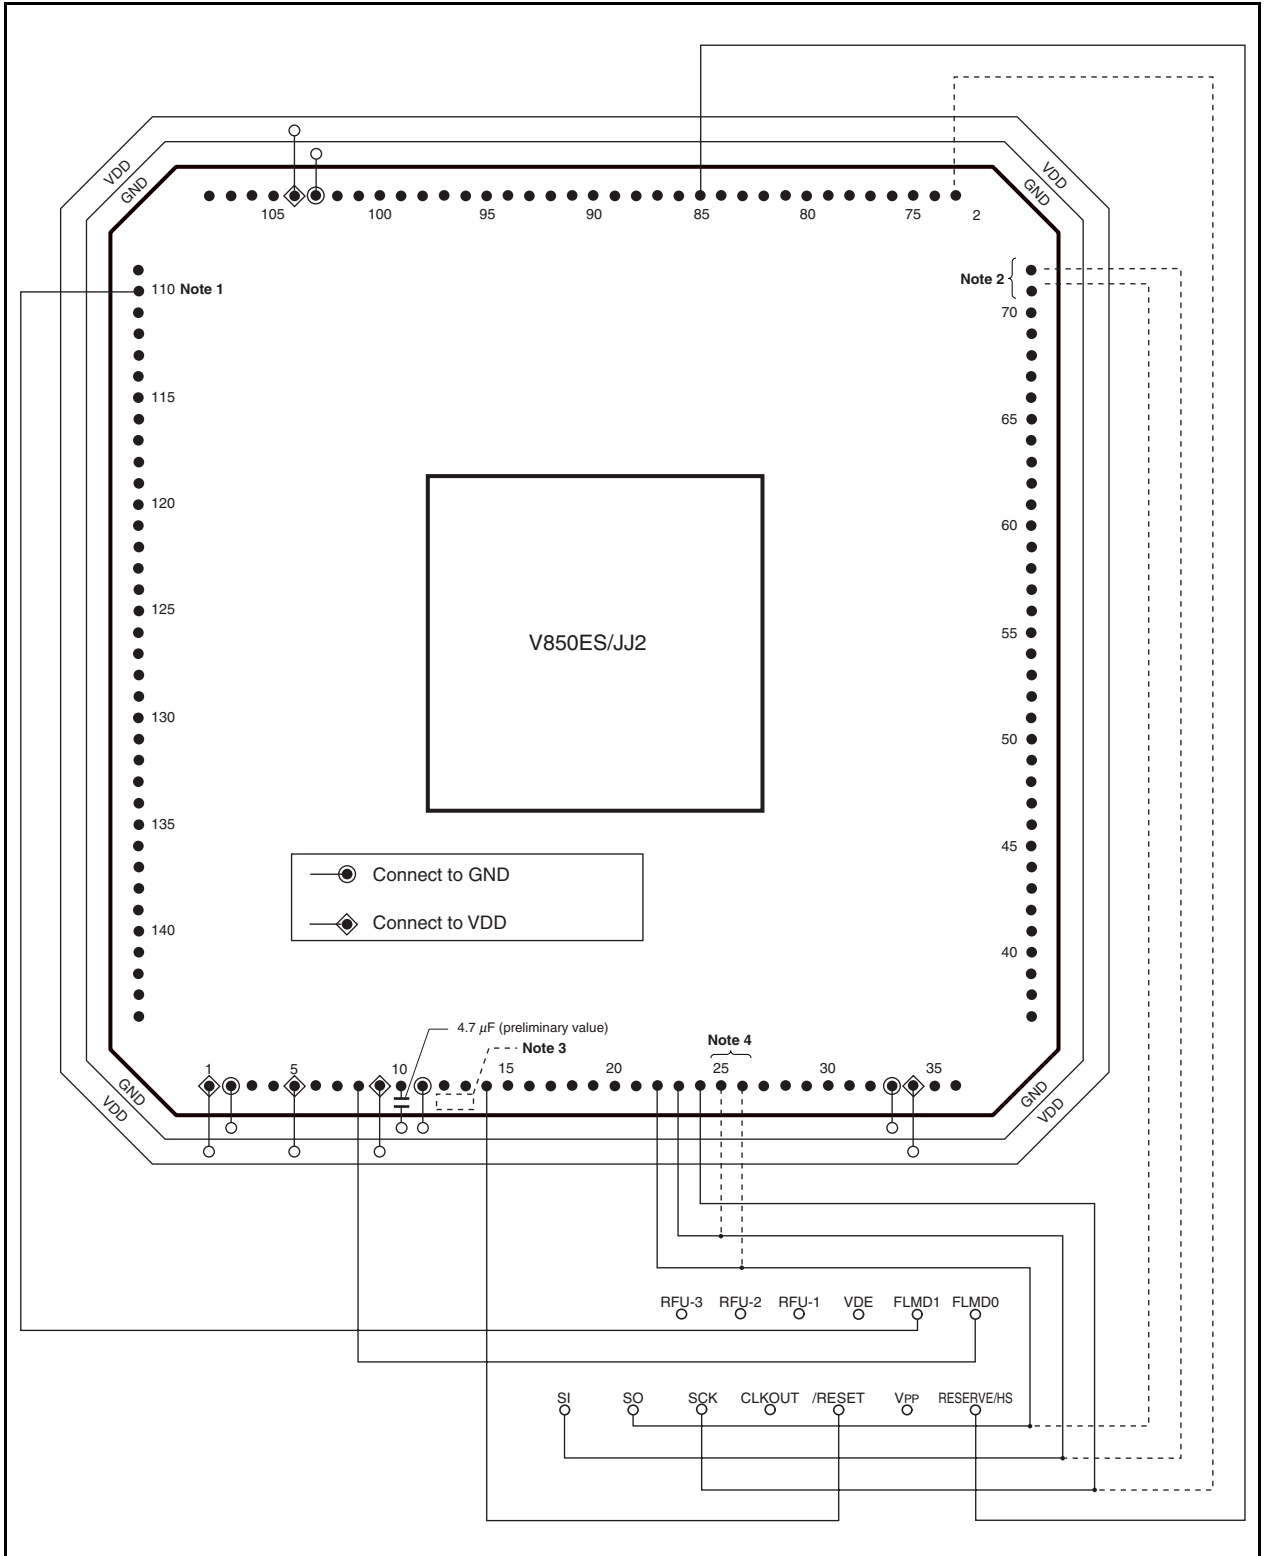 VDD
GND
VDD
GND
105
100
95
90
85
80
75
2
110 Note 1
Note 2
70
115
65
120
60
125
55
V850ES/JJ2
130
50
135
45
Connect to GND
Connect to VDD
140
40
4.7 μF (preliminary value)
Note 3
Note 4
1
5
10
15
20
25
30
35
GND
VDD
GND
VDD
RFU-3
RFU-2
RFU-1
VDE
FLMD1
FLMD0
SI
SO
SCK
CLKOUT
/RESET
VPP
RESERVE/HS